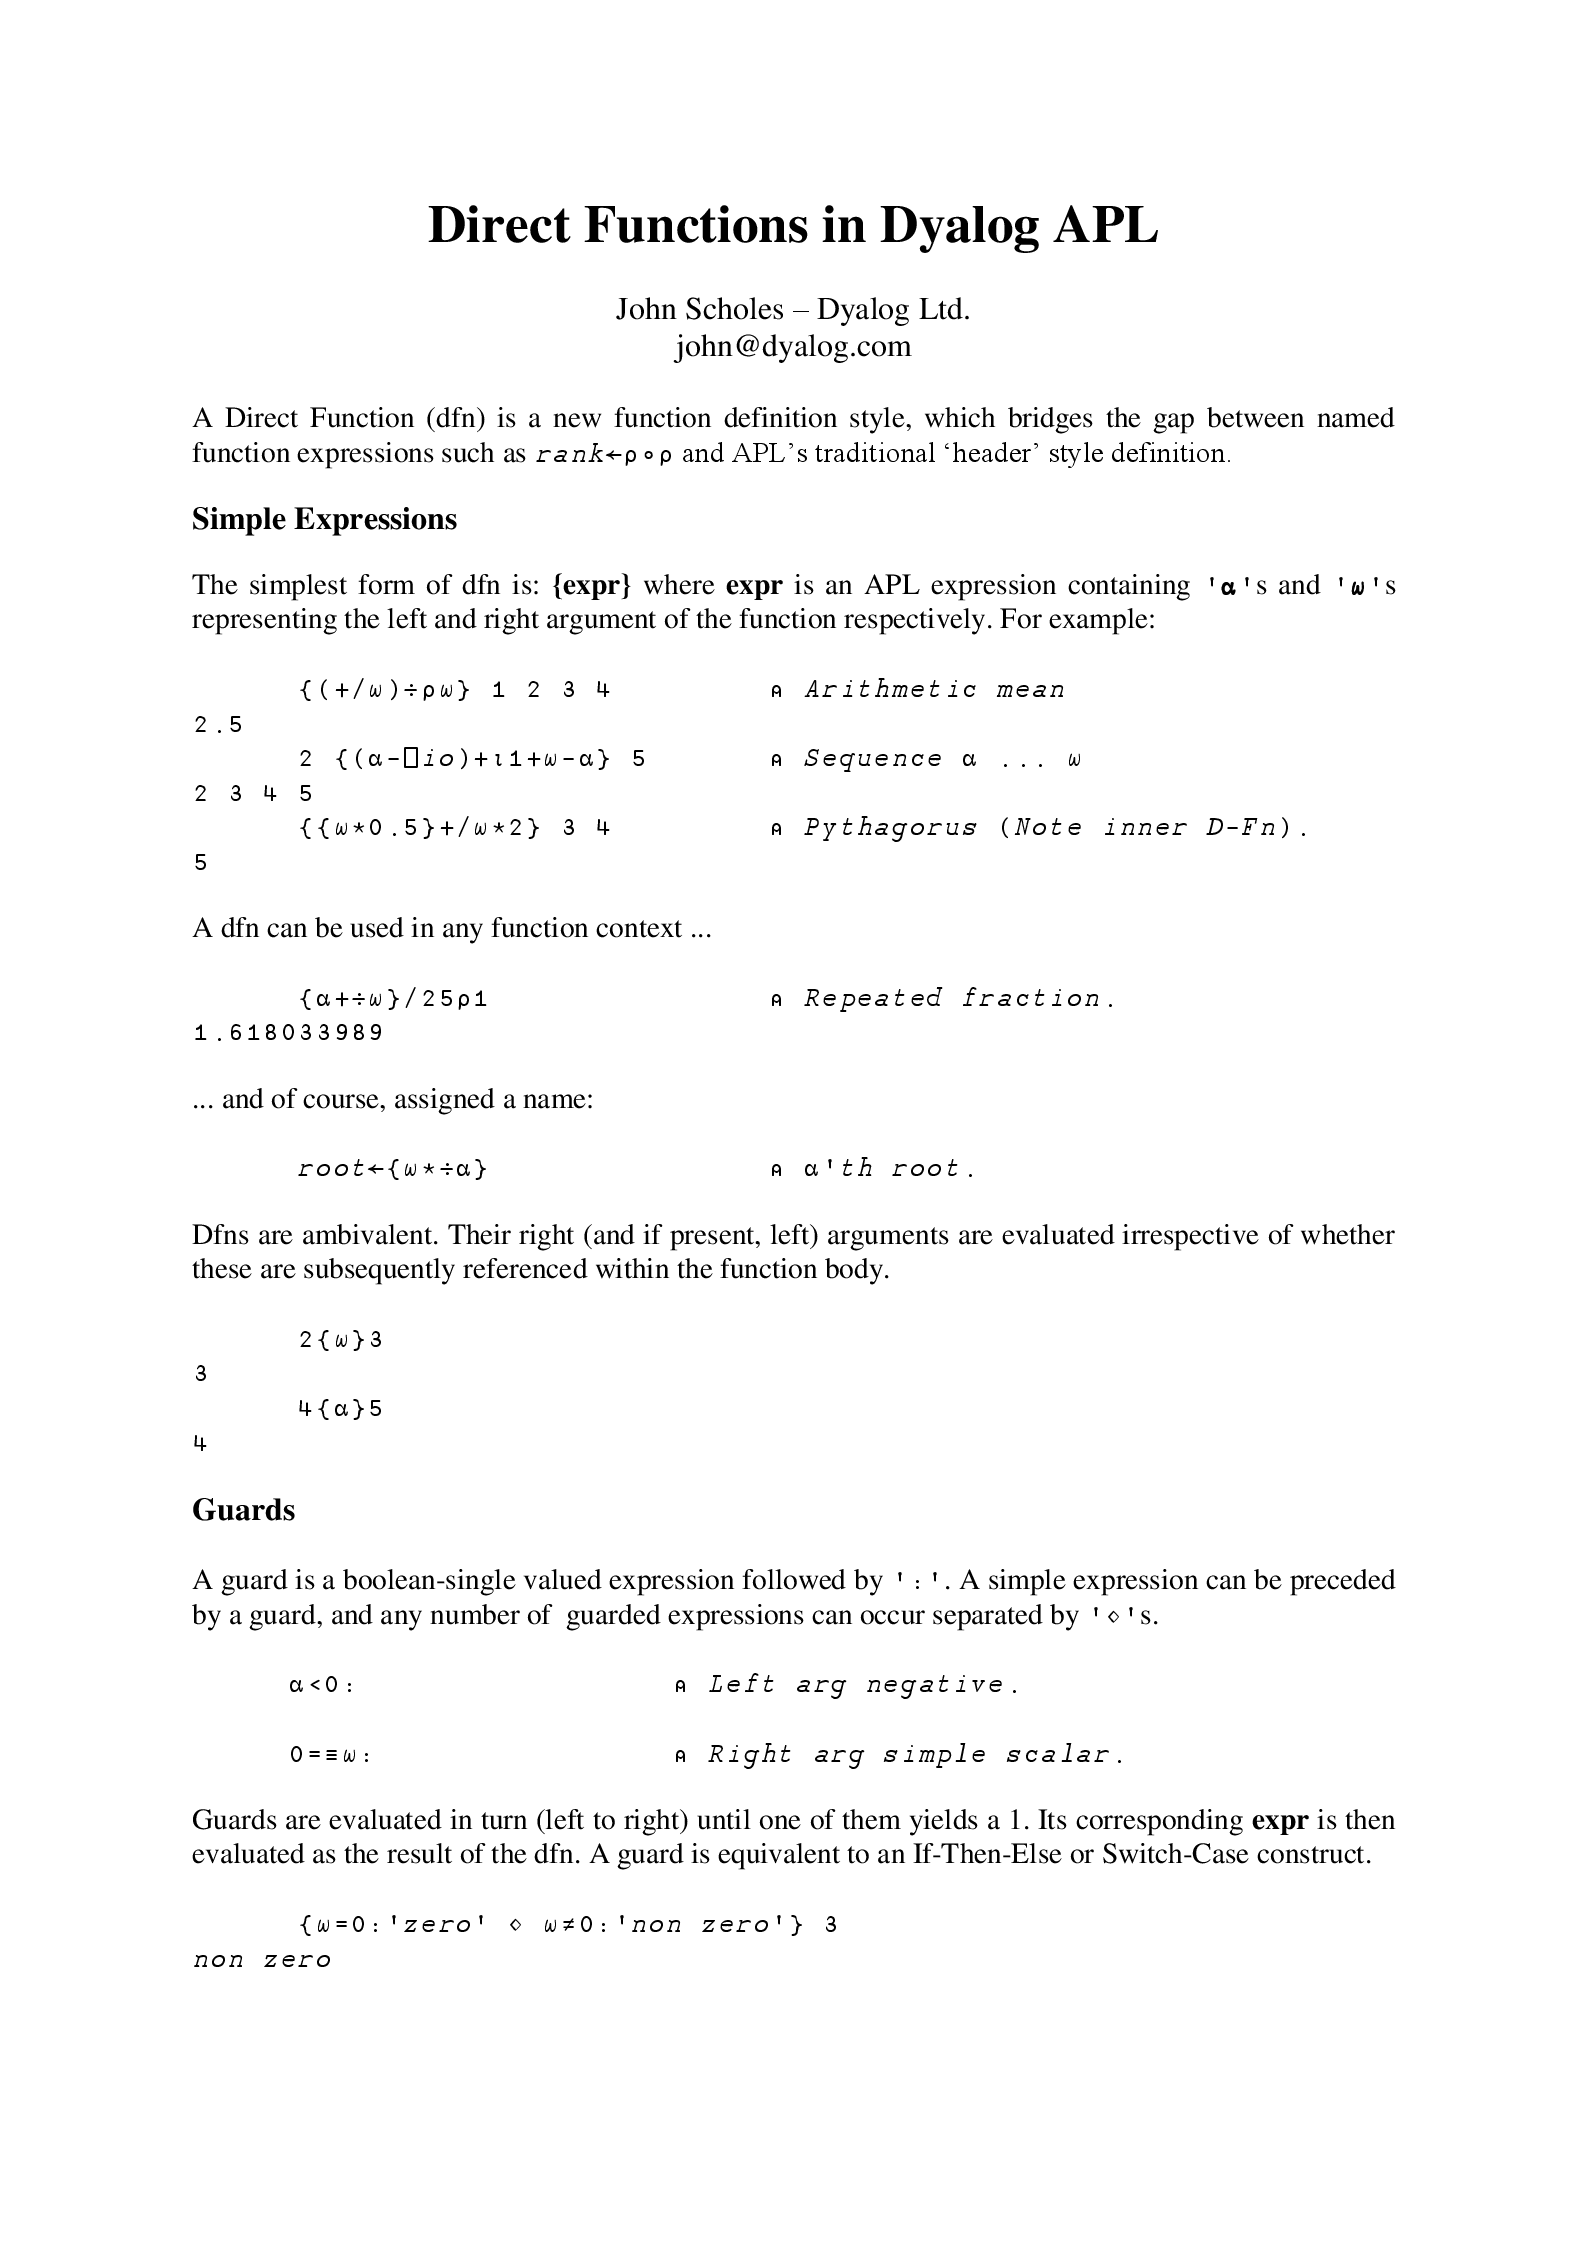 Direct Functions in Dyalog APL
John Scholes – Dyalog Ltd.
john@dyalog.com
A Direct Function (dfn) is a new function definition style, which bridges the gap between named
function expressions such as rank←⍴∘⍴ and APL’s traditional ‘header’ style definition.
Simple Expressions
The simplest form of dfn is: {expr} where expr is an APL expression containing '⍺'s and '⍵'s
representing the left and right argument of the function respectively. For example:
{(+/⍵)÷⍴⍵} 1 2 3 4 ⍝ Arithmetic mean
2.5
2 {(⍺-⎕io)+⍳1+⍵-⍺} 5 ⍝ Sequence ⍺ ... ⍵
2 3 4 5
{{⍵*0.5}+/⍵*2} 3 4 ⍝ Pythagorus (Note inner D-Fn).
5
A dfn can be used in any function context ...
{⍺+÷⍵}/25⍴1 ⍝ Repeated fraction.
1.618033989
... and of course, assigned a name:
root←{⍵*÷⍺} ⍝ ⍺'th root.
Dfns are ambivalent. Their right (and if present, left) arguments are evaluated irrespective of whether
these are subsequently referenced within the function body.
2{⍵}3
3
4{⍺}5
4
Guards
A guard is a boolean-single valued expression followed by ':'. A simple expression can be preceded
by a guard, and any number of  guarded expressions can occur separated by '⋄'s.
⍺<0: ⍝ Left arg negative.
0=≡⍵: ⍝ Right arg simple scalar.
Guards are evaluated in turn (left to right) until one of them yields a 1. Its corresponding expr is then
evaluated as the result of the dfn. A guard is equivalent to an If-Then-Else or Switch-Case construct.
{⍵=0:'zero' ⋄ ⍵≠0:'non zero'} 3
non zero